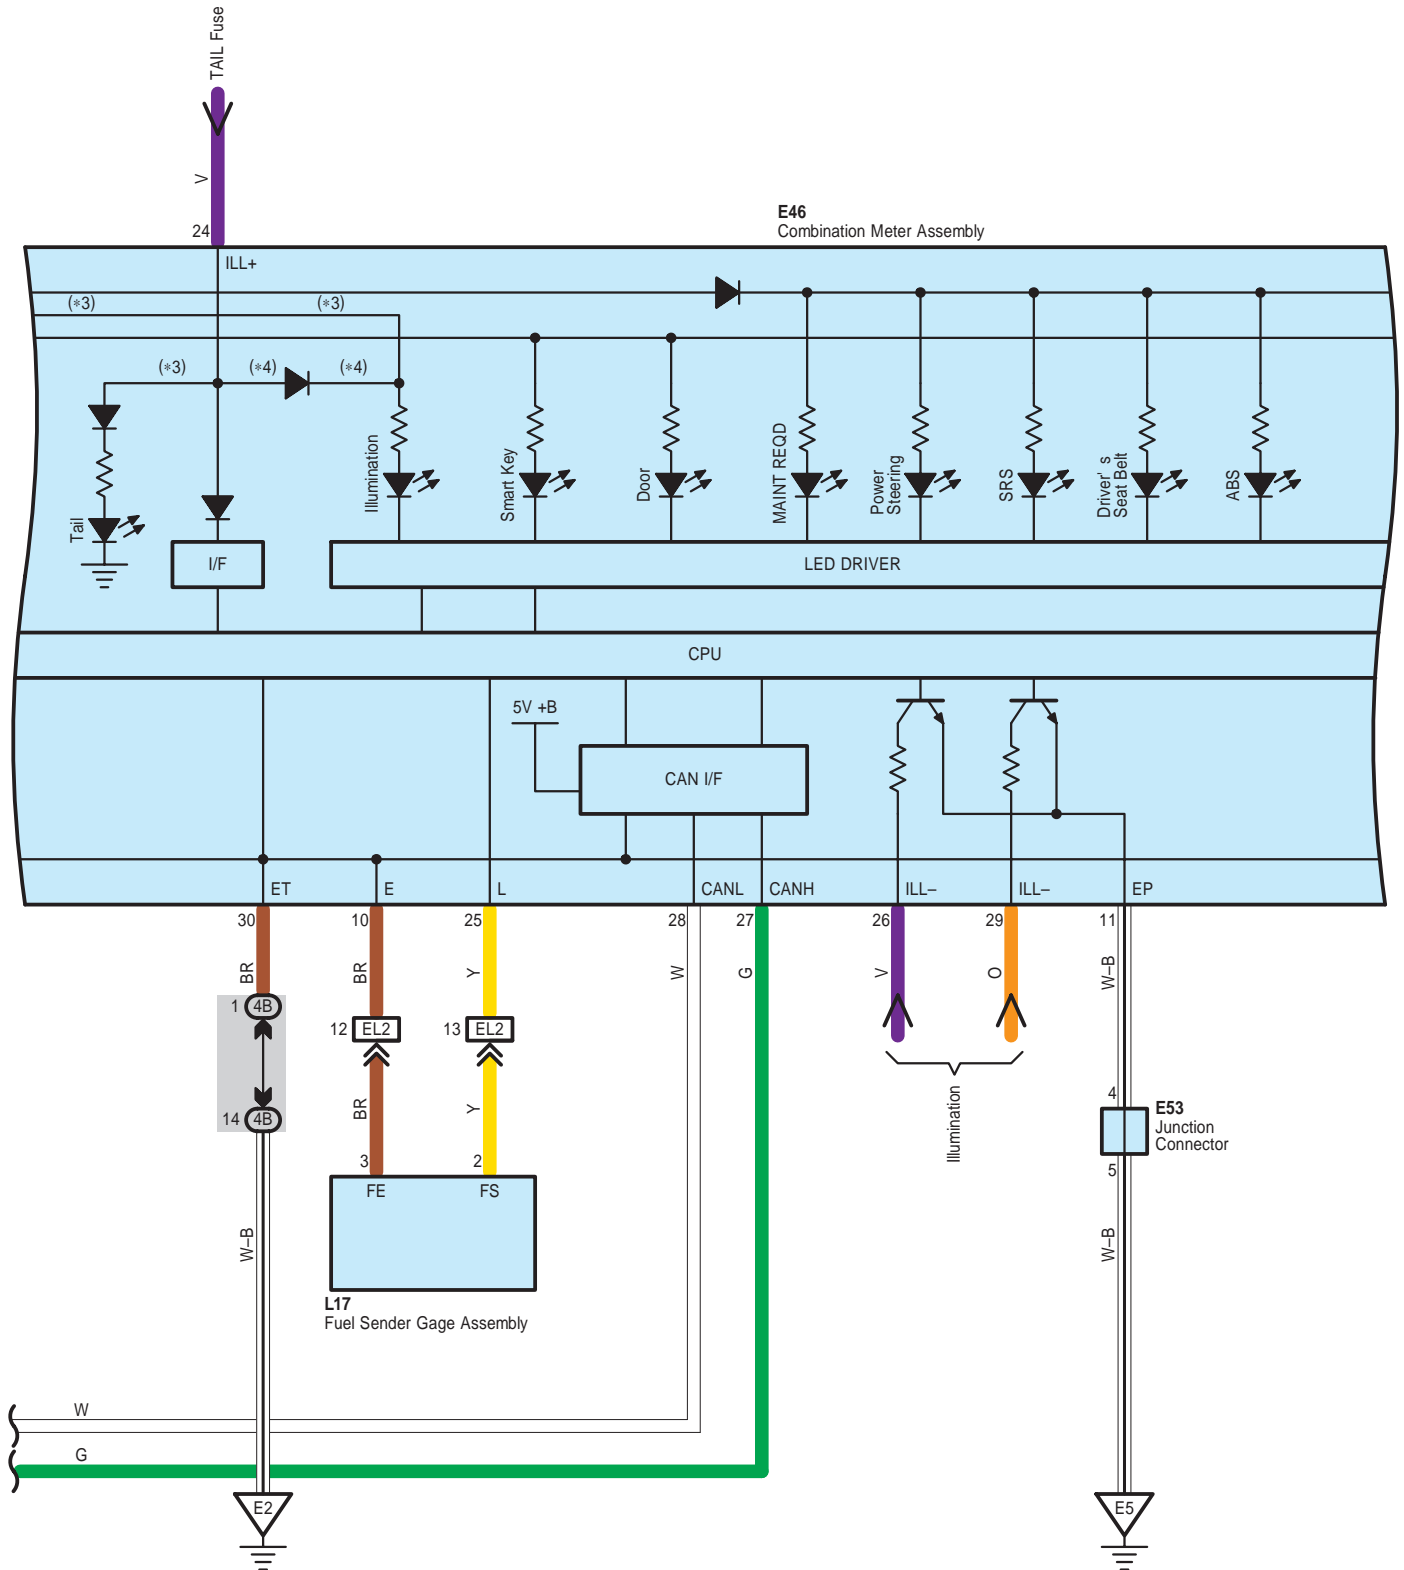 TAIL Fuse
V
24
E46
Combination Meter Assembly
ILL+
(*3)
(*3)
(*3)
(*4)
(*4)
Tail
Illumination
Smart Key
Door
MAINT REQD
Power
Steering
SRS
Driver' s
Seat Belt
ABS
I/F
LED DRIVER
CPU
5V +B
CAN I/F
ET
E
L
CANL
CANH
ILL–
ILL–
EP
30
10
25
28
27
26
29
11
BR
BR
Y
W
G
V
O
W–B
1
4B
12
EL2
13
EL2
14
4B
BR
Y
Illumination
4
E53
Junction
Connector
5
3
2
FE
FS
W–B
W–B
L17
Fuel Sender Gage Assembly
W
G
E2
E5